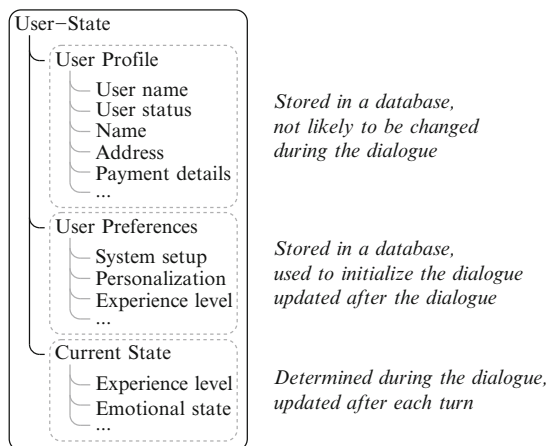 User–State
User Profile
User name
User status
Name
Address
Payment details
...
Stored in a database,
not likely to be changed
during the dialogue
User Preferences
System setup
Personalization
Experience level
...
Stored in a database,
used to initialize the dialogue
updated after the dialogue
Current State
Experience level
Emotional state
...
Determined during the dialogue,
updated after each turn